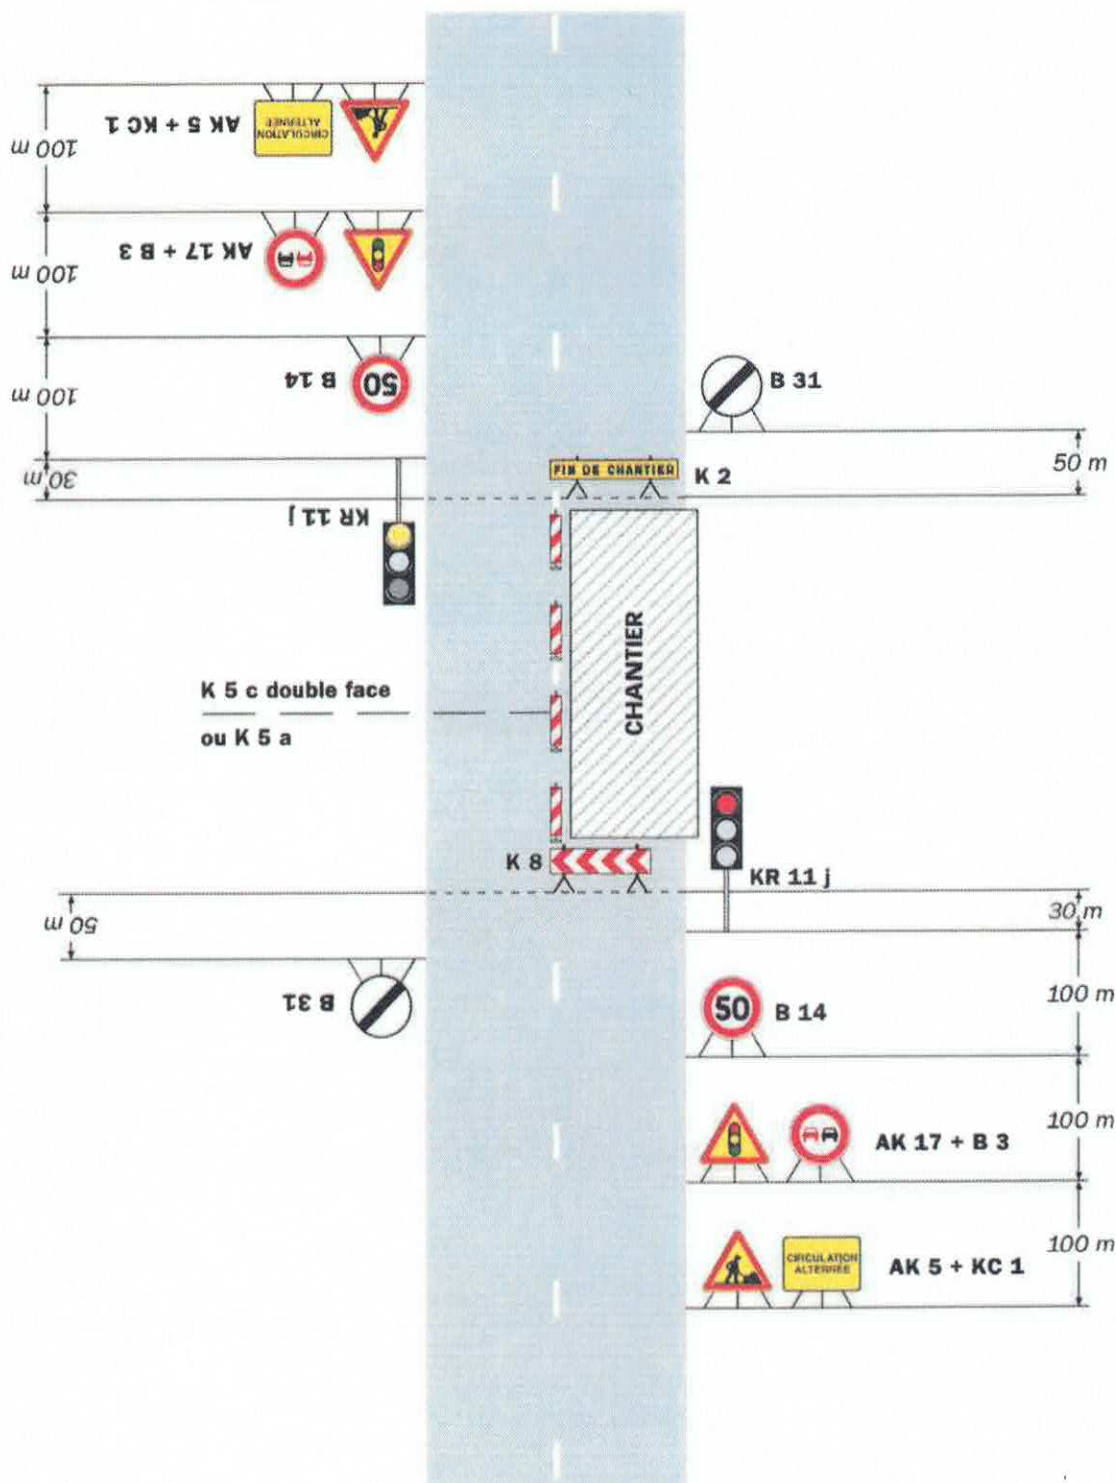 AK 5 + KC 1
CIRCULATION
ALTERNÉE
100 m
AK 17 + B 3
100 m
B 14
50
100 m
B 31
50 m
FIN DE CHANTIER
K 2
30 m
KR 11 j
CHANTIER
K 5 c double face
ou K 5 a
K 8
KR 11 j
30 m
50 m
B 31
50
B 14
100 m
AK 17 + B 3
100 m
CIRCULATION
ALTERNÉE
AK 5 + KC 1
100 m